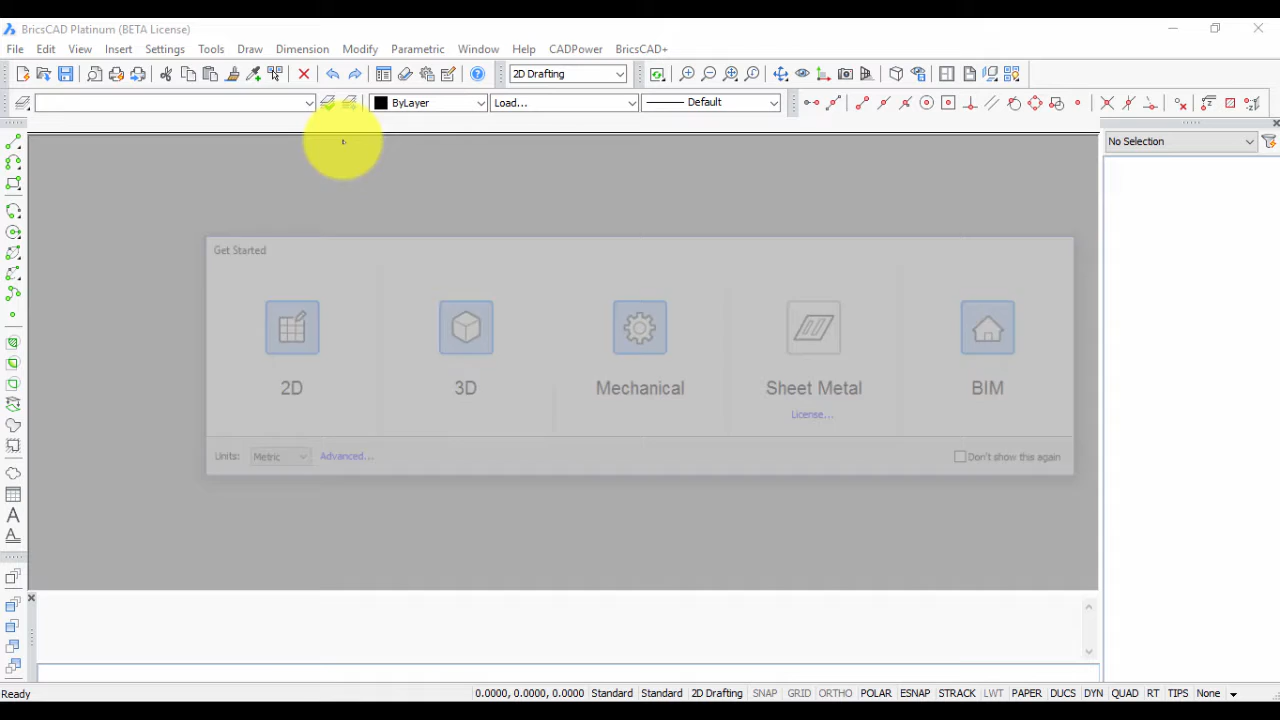 BricsCAD Platinum (BETA License)
File Edit View Insert Settings Tools Draw Dimension Modify Parametric Window Help CADPower BricsCAD+
2D Drafting
ByLayer Load... Default
No Selection
Get Started
2D 3D Mechanical Sheet Metal BIM
License...
Units: Metric Advanced... Don't show this again
Ready 0.0000, 0.0000, 0.0000 Standard Standard 2D Drafting SNAP GRID ORTHO POLAR ESNAP STRACK LWT PAPER DUCS DYN QUAD RT TIPS None